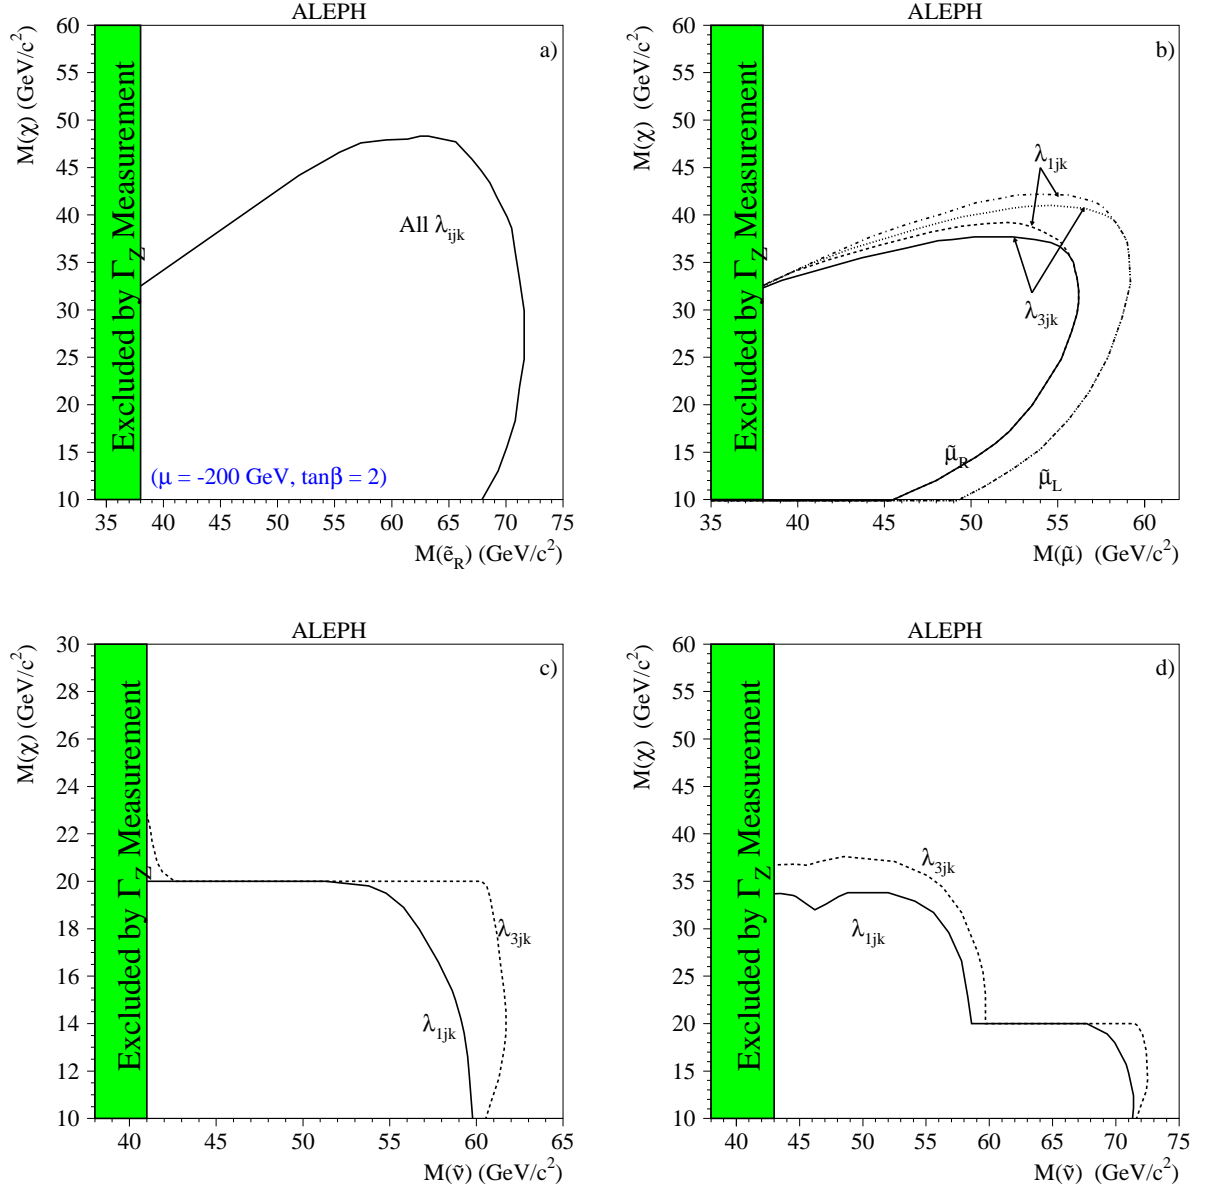 ALEPH
M(χ) (GeV/c²)
60
55
50
45
40
35
30
25
20
15
10
a)
Excluded by Γ_Z Measurement
All λ_ijk
(μ = -200 GeV, tanβ = 2)
35 40 45 50 55 60 65 70 75
M(ẽ_R) (GeV/c²)
ALEPH
M(χ) (GeV/c²)
60
55
50
45
40
35
30
25
20
15
10
b)
Excluded by Γ_Z Measurement
λ_1jk
λ_3jk
μ̃_R
μ̃_L
35 40 45 50 55 60
M(μ̃) (GeV/c²)
ALEPH
M(χ) (GeV/c²)
30
28
26
24
22
20
18
16
14
12
10
c)
Excluded by Γ_Z Measurement
λ_3jk
λ_1jk
40 45 50 55 60 65
M(ν̃) (GeV/c²)
ALEPH
M(χ) (GeV/c²)
60
55
50
45
40
35
30
25
20
15
10
d)
Excluded by Γ_Z Measurement
λ_3jk
λ_1jk
40 45 50 55 60 65 70 75
M(ν̃) (GeV/c²)